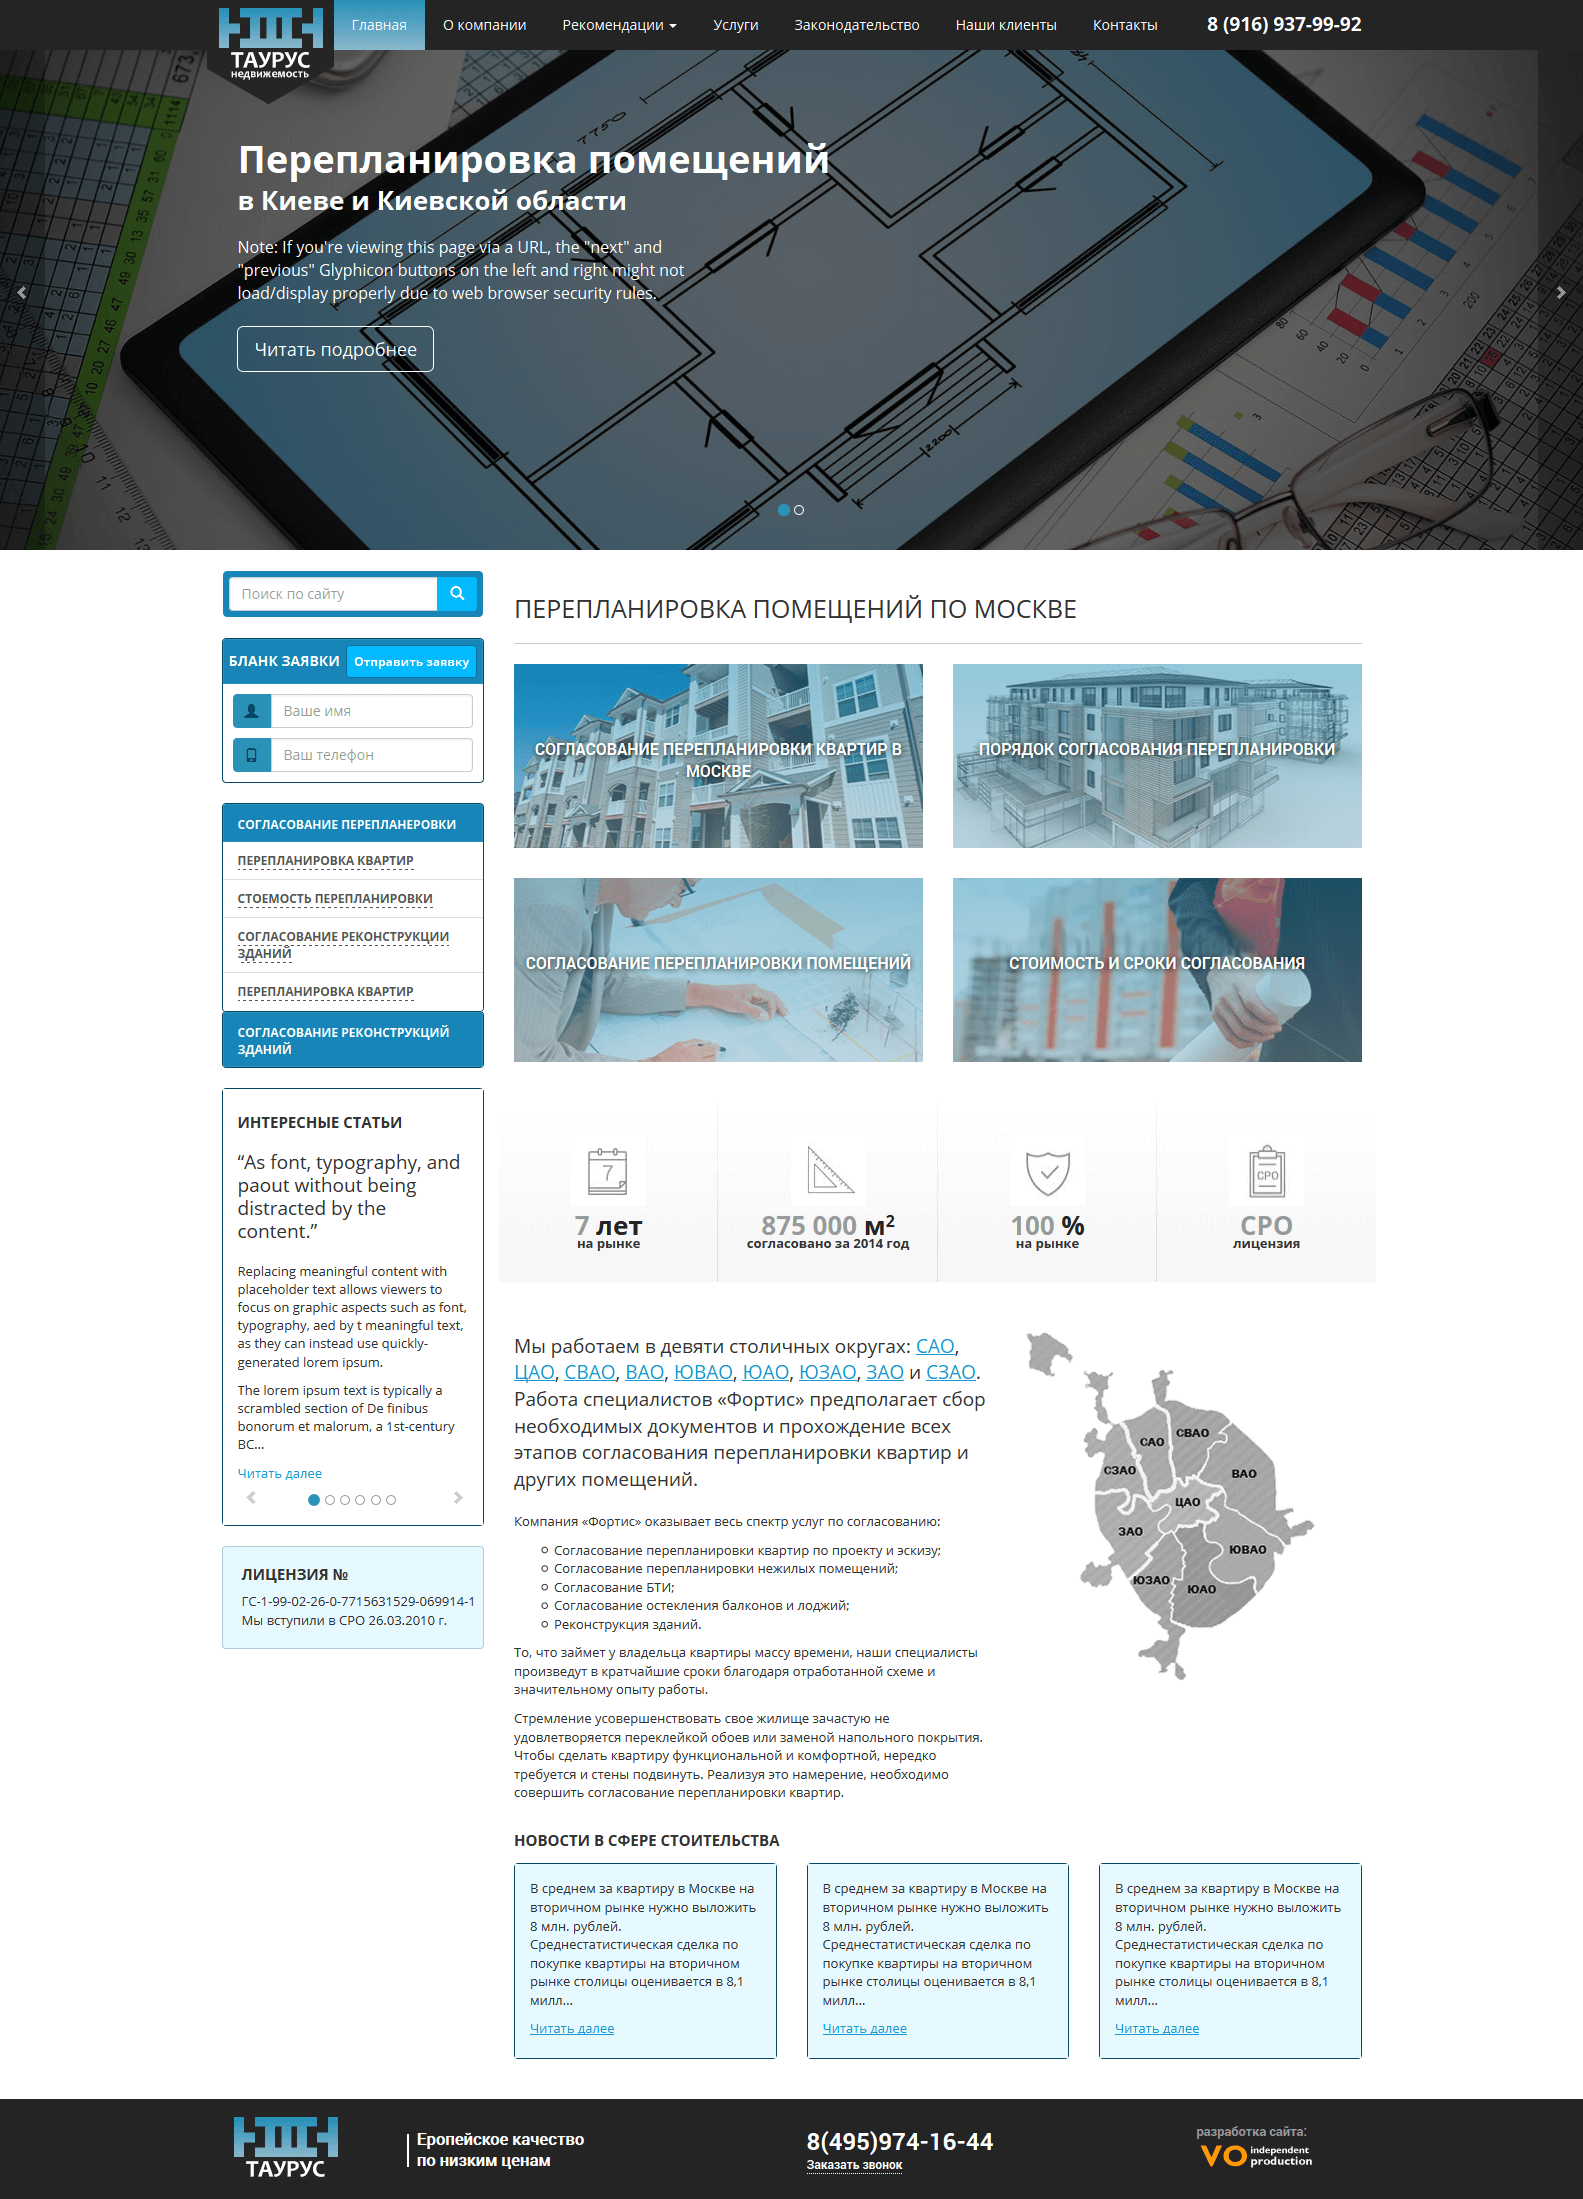 ТАУРУС
недвижемость
Главная
О компании
Рекомендации
Услуги
Законодательство
Наши клиенты
Контакты
8 (916) 937-99-92
Перепланировка помещений
в Киеве и Киевской области
Note: If you're viewing this page via a URL, the "next" and
"previous" Glyphicon buttons on the left and right might not
load/display properly due to web browser security rules.
Читать подробнее
7750
2200
Поиск по сайту
БЛАНК ЗАЯВКИ
Отправить заявку
Ваше имя
Ваш телефон
СОГЛАСОВАНИЕ ПЕРЕПЛАНЕРОВКИ
ПЕРЕПЛАНИРОВКА КВАРТИР
СТОЕМОСТЬ ПЕРЕПЛАНИРОВКИ
СОГЛАСОВАНИЕ РЕКОНСТРУКЦИИ
ЗДАНИЙ
ПЕРЕПЛАНИРОВКА КВАРТИР
СОГЛАСОВАНИЕ РЕКОНСТРУКЦИЙ
ЗДАНИЙ
ИНТЕРЕСНЫЕ СТАТЬИ
“As font, typography, and
paout without being
distracted by the
content.”
Replacing meaningful content with
placeholder text allows viewers to
focus on graphic aspects such as font,
typography, aed by t meaningful text,
as they can instead use quickly-
generated lorem ipsum.
The lorem ipsum text is typically a
scrambled section of De finibus
bonorum et malorum, a 1st-century
BC...
Читать далее
ЛИЦЕНЗИЯ №
ГС-1-99-02-26-0-7715631529-069914-1
Мы вступили в СРО 26.03.2010 г.
ПЕРЕПЛАНИРОВКА ПОМЕЩЕНИЙ ПО МОСКВЕ
СОГЛАСОВАНИЕ ПЕРЕПЛАНИРОВКИ КВАРТИР В
МОСКВЕ
ПОРЯДОК СОГЛАСОВАНИЯ ПЕРЕПЛАНИРОВКИ
СОГЛАСОВАНИЕ ПЕРЕПЛАНИРОВКИ ПОМЕЩЕНИЙ
СТОИМОСТЬ И СРОКИ СОГЛАСОВАНИЯ
7
7 лет
на рынке
875 000 м²
согласовано за 2014 год
100 %
на рынке
СРО
СРО
лицензия
Мы работаем в девяти столичных округах: САО,
ЦАО, СВАО, ВАО, ЮВАО, ЮАО, ЮЗАО, ЗАО и СЗАО.
Работа специалистов «Фортис» предполагает сбор
необходимых документов и прохождение всех
этапов согласования перепланировки квартир и
других помещений.
Компания «Фортис» оказывает весь спектр услуг по согласованию:
Согласование перепланировки квартир по проекту и эскизу;
Согласование перепланировки нежилых помещений;
Согласование БТИ;
Согласование остекления балконов и лоджий;
Реконструкция зданий.
То, что займет у владельца квартиры массу времени, наши специалисты
произведут в кратчайшие сроки благодаря отработанной схеме и
значительному опыту работы.
Стремление усовершенствовать свое жилище зачастую не
удовлетворяется переклейкой обоев или заменой напольного покрытия.
Чтобы сделать квартиру функциональной и комфортной, нередко
требуется и стены подвинуть. Реализуя это намерение, необходимо
совершить согласование перепланировки квартир.
САО
СВАО
СЗАО
ВАО
ЦАО
ЗАО
ЮВАО
ЮЗАО
ЮАО
НОВОСТИ В СФЕРЕ СТОИТЕЛЬСТВА
В среднем за квартиру в Москве на
вторичном рынке нужно выложить
8 млн. рублей.
Среднестатистическая сделка по
покупке квартиры на вторичном
рынке столицы оценивается в 8,1
милл...
Читать далее
В среднем за квартиру в Москве на
вторичном рынке нужно выложить
8 млн. рублей.
Среднестатистическая сделка по
покупке квартиры на вторичном
рынке столицы оценивается в 8,1
милл...
Читать далее
В среднем за квартиру в Москве на
вторичном рынке нужно выложить
8 млн. рублей.
Среднестатистическая сделка по
покупке квартиры на вторичном
рынке столицы оценивается в 8,1
милл...
Читать далее
ТАУРУС
Еропейское качество
по низким ценам
8(495)974-16-44
Заказать звонок
разработка сайта:
VO independent
production